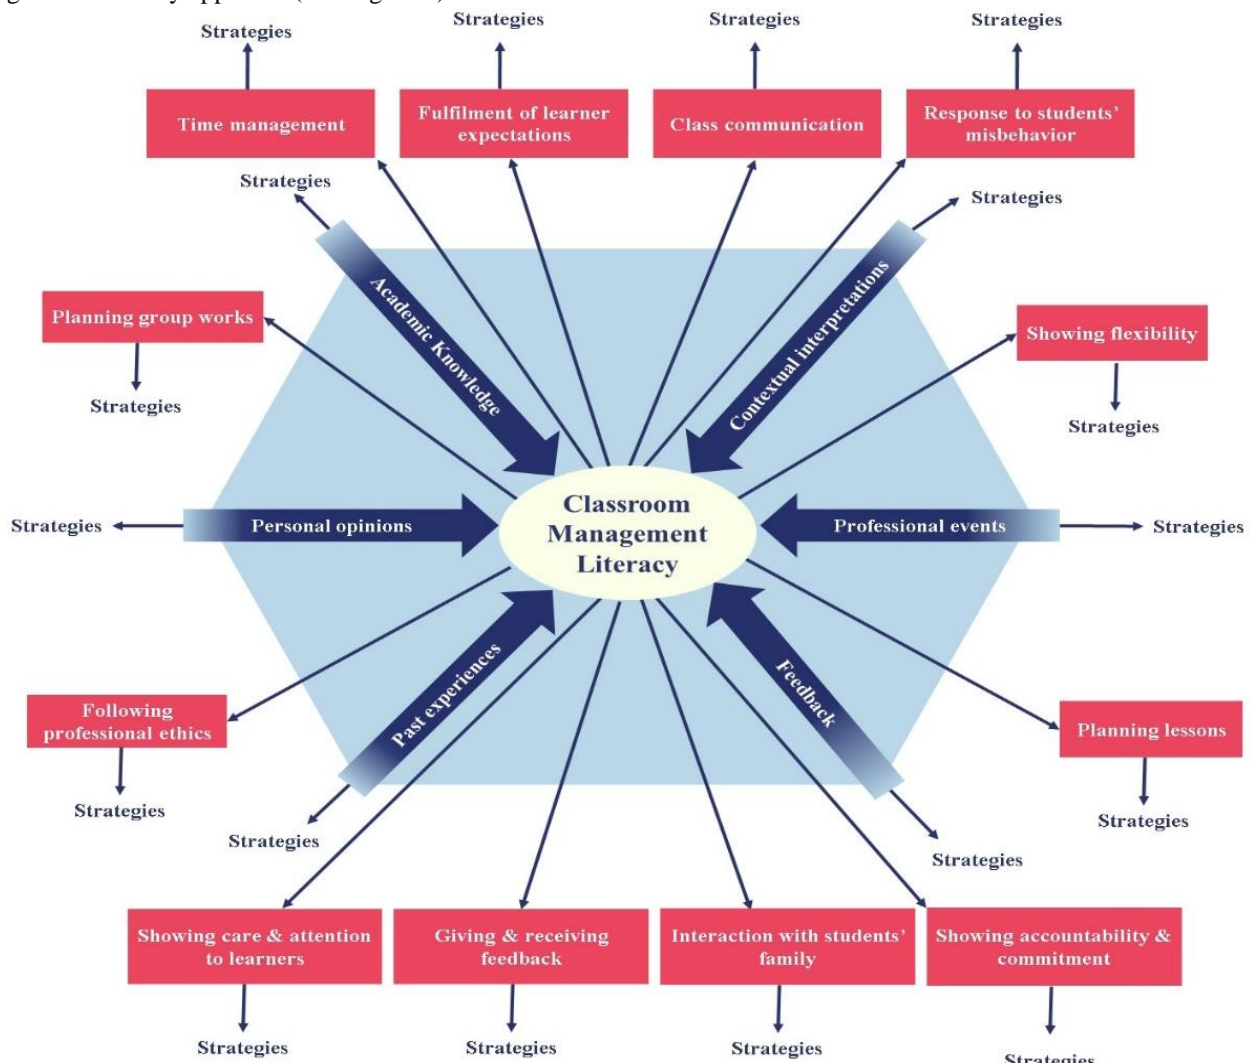 Strategies
Strategies
Strategies
Strategies
Time management
Fulfilment of learner
expectations
Class communication
Response to students'
misbehavior
Strategies
Strategies
Academic Knowledge
Contextual interpretations
Planning group works
Showing flexibility
Strategies
Strategies
Strategies
Personal opinions
Classroom
Management
Literacy
Professional events
Strategies
Past experiences
Feedback
Following
professional ethics
Planning lessons
Strategies
Strategies
Strategies
Strategies
Showing care & attention
to learners
Giving & receiving
feedback
Interaction with students'
family
Showing accountability &
commitment
Strategies
Strategies
Strategies
Strategies